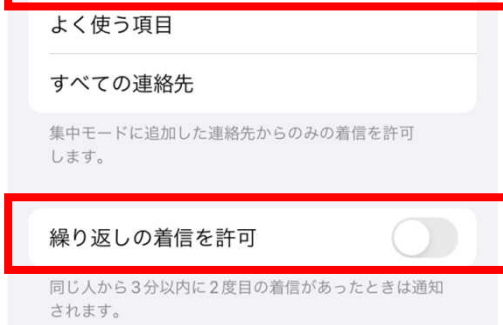 よく使う項目
すべての連絡先
集中モードに追加した連絡先からのみの着信を許可
します。
繰り返しの着信を許可
同じ人から3分以内に2度目の着信があったときは通知
されます。